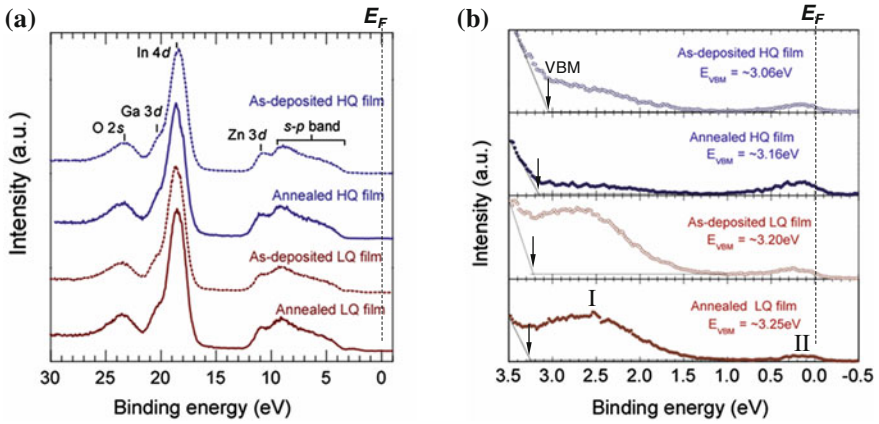 (a)
E_F
In 4d
Ga 3d
O 2s
As-deposited HQ film
Zn 3d
s-p band
Annealed HQ film
As-deposited LQ film
Annealed LQ film
Intensity (a.u.)
30 25 20 15 10 5 0
Binding energy (eV)
(b)
E_F
VBM
As-deposited HQ film
E_VBM = ~3.06eV
Annealed HQ film
E_VBM = ~3.16eV
As-deposited LQ film
E_VBM = ~3.20eV
I
Annealed LQ film
E_VBM = ~3.25eV
II
Intensity (a.u.)
3.5 3.0 2.5 2.0 1.5 1.0 0.5 0.0 -0.5
Binding energy (eV)